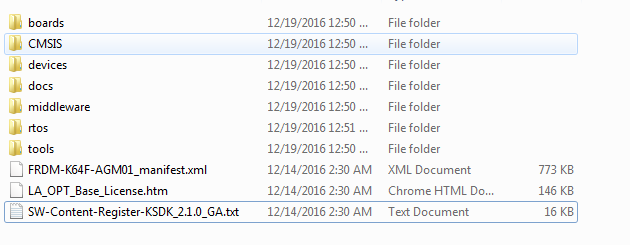 boards 12/19/2016 12:50 ... File folder
CMSIS 12/19/2016 12:50 ... File folder
devices 12/19/2016 12:50 ... File folder
docs 12/19/2016 12:50 ... File folder
middleware 12/19/2016 12:50 ... File folder
rtos 12/19/2016 12:51 ... File folder
tools 12/19/2016 12:50 ... File folder
FRDM-K64F-AGM01_manifest.xml 12/14/2016 2:30 AM XML Document 773 KB
LA_OPT_Base_License.htm 12/14/2016 2:30 AM Chrome HTML Do... 146 KB
SW-Content-Register-KSDK_2.1.0_GA.txt 12/14/2016 2:30 AM Text Document 16 KB